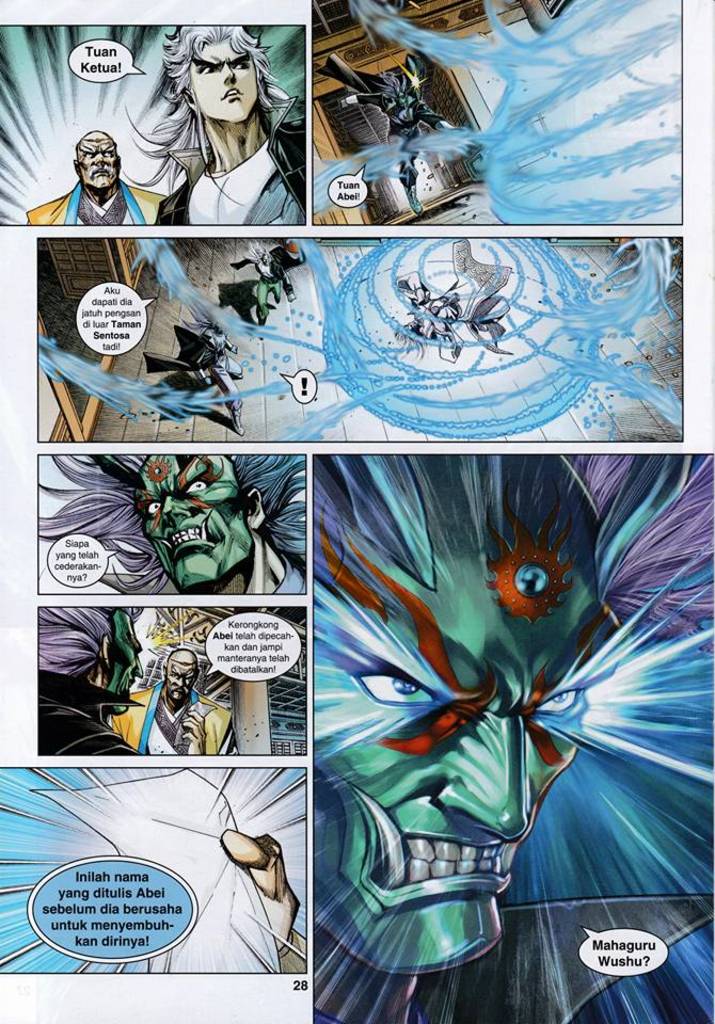 Tuan
Ketua!
Tuan
Abei!
Aku
dapati dia
jatuh pengsan
di luar Taman
Sentosa
tadi!
!
Siapa
yang telah
cederakan-
nya?
Kerongkong
Abei telah dipecah-
kan dan jampi
manteranya telah
dibatalkan!
Inilah nama
yang ditulis Abei
sebelum dia berusaha
untuk menyembuh-
kan dirinya!
Mahaguru
Wushu?
28